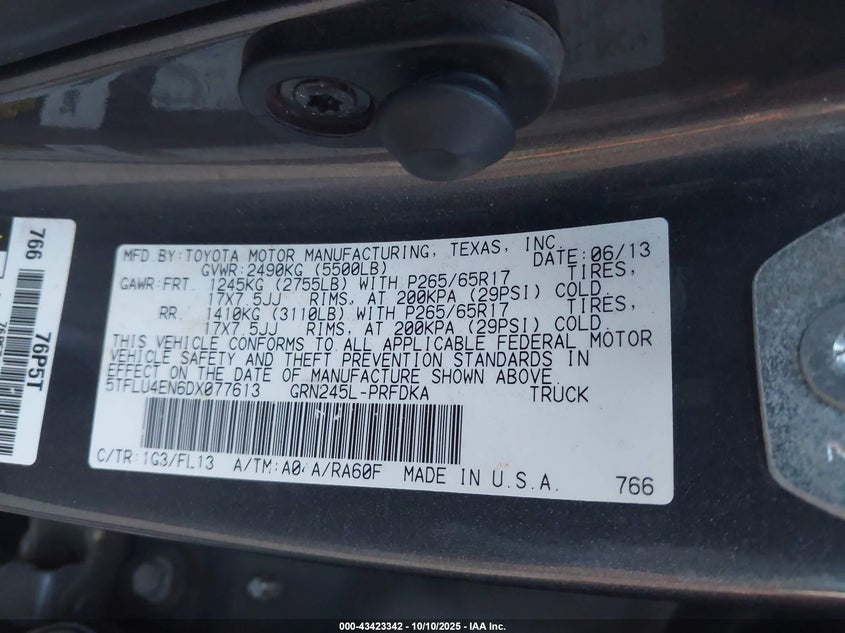 766
76P5T
MFD BY:TOYOTA MOTOR MANUFACTURING, TEXAS, INC.
GVWR:2490KG (5500LB) DATE:06/13
GAWR:FRT. 1245KG (2755LB) WITH P265/65R17 TIRES,
17X7.5JJ RIMS, AT 200KPA (29PSI) COLD
RR. 1410KG (3110LB) WITH P265/65R17 TIRES,
17X7.5JJ RIMS, AT 200KPA (29PSI) COLD.
THIS VEHICLE CONFORMS TO ALL APPLICABLE FEDERAL MOTOR
VEHICLE SAFETY AND THEFT PREVENTION STANDARDS IN
EFFECT ON THE DATE OF MANUFACTURE SHOWN ABOVE.
5TFLU4EN6DX077613 GRN245L-PRFDKA TRUCK
C/TR:1G3/FL13 A/TM:A0 A/RA60F MADE IN U.S.A. 766
000-43423342 | 10/10/2025 - IAA Inc.